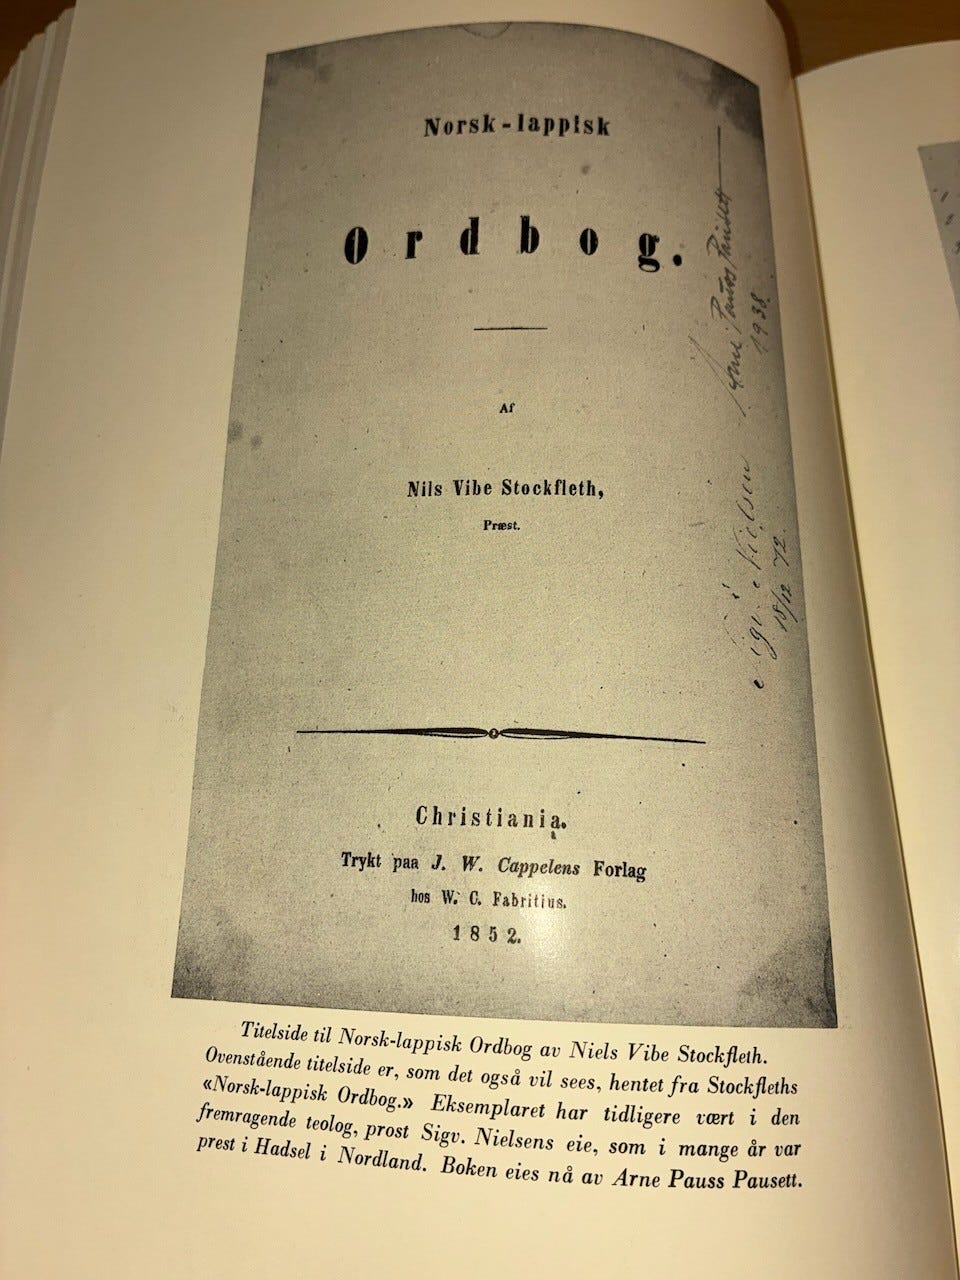 Norsk-lappisk
Ordbog.
Af
Nils Vibe Stockfleth,
Præst.
Christiania.
Trykt paa J. W. Cappelens Forlag
hos W. C. Fabritius.
1852.
Arne Pauss Pausett
1938.
Sigv. Nielsen
18/12 72.
Titelside til Norsk-lappisk Ordbog av Niels Vibe Stockfleth.
Ovenstående titelside er, som det også vil sees, hentet fra Stockfleths
«Norsk-lappisk Ordbog.» Eksemplaret har tidligere vært i den
fremragende teolog, prost Sigv. Nielsens eie, som i mange år var
prest i Hadsel i Nordland. Boken eies nå av Arne Pauss Pausett.